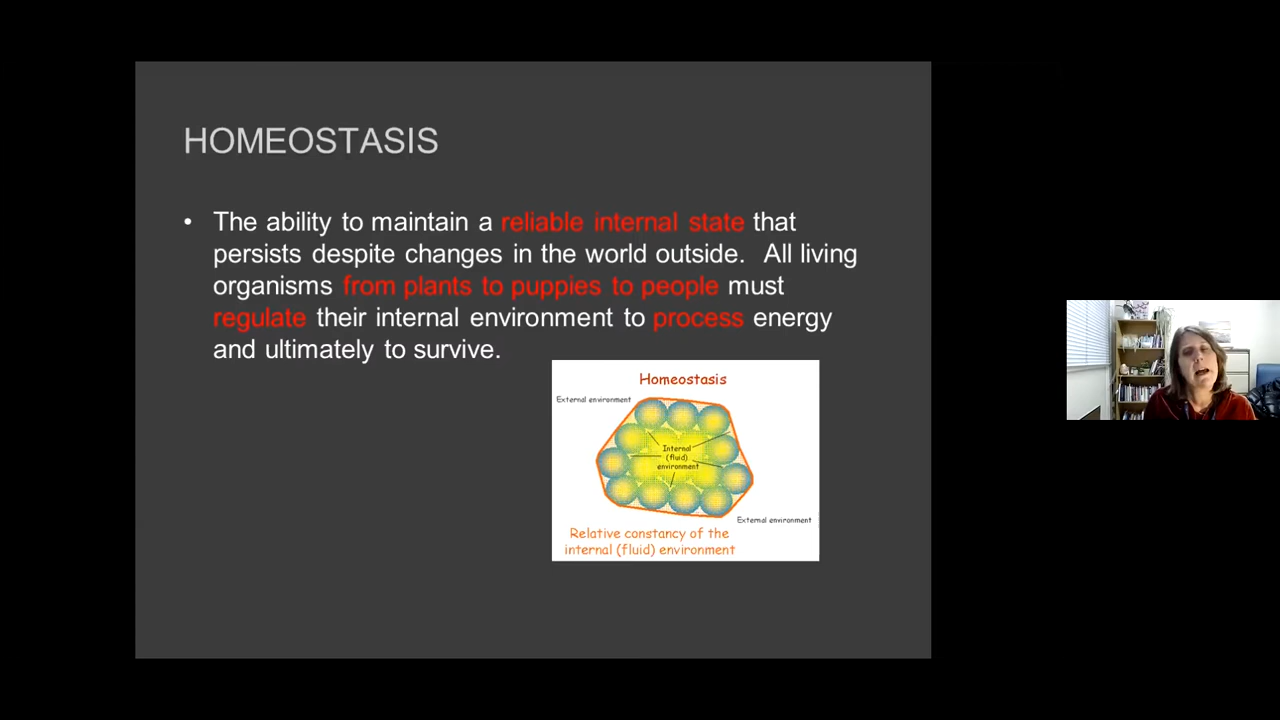 HOMEOSTASIS
• The ability to maintain a reliable internal state that
persists despite changes in the world outside.  All living
organisms from plants to puppies to people must
regulate their internal environment to process energy
and ultimately to survive.
Homeostasis
External environment
Internal
(fluid)
environment
External environment
Relative constancy of the
internal (fluid) environment